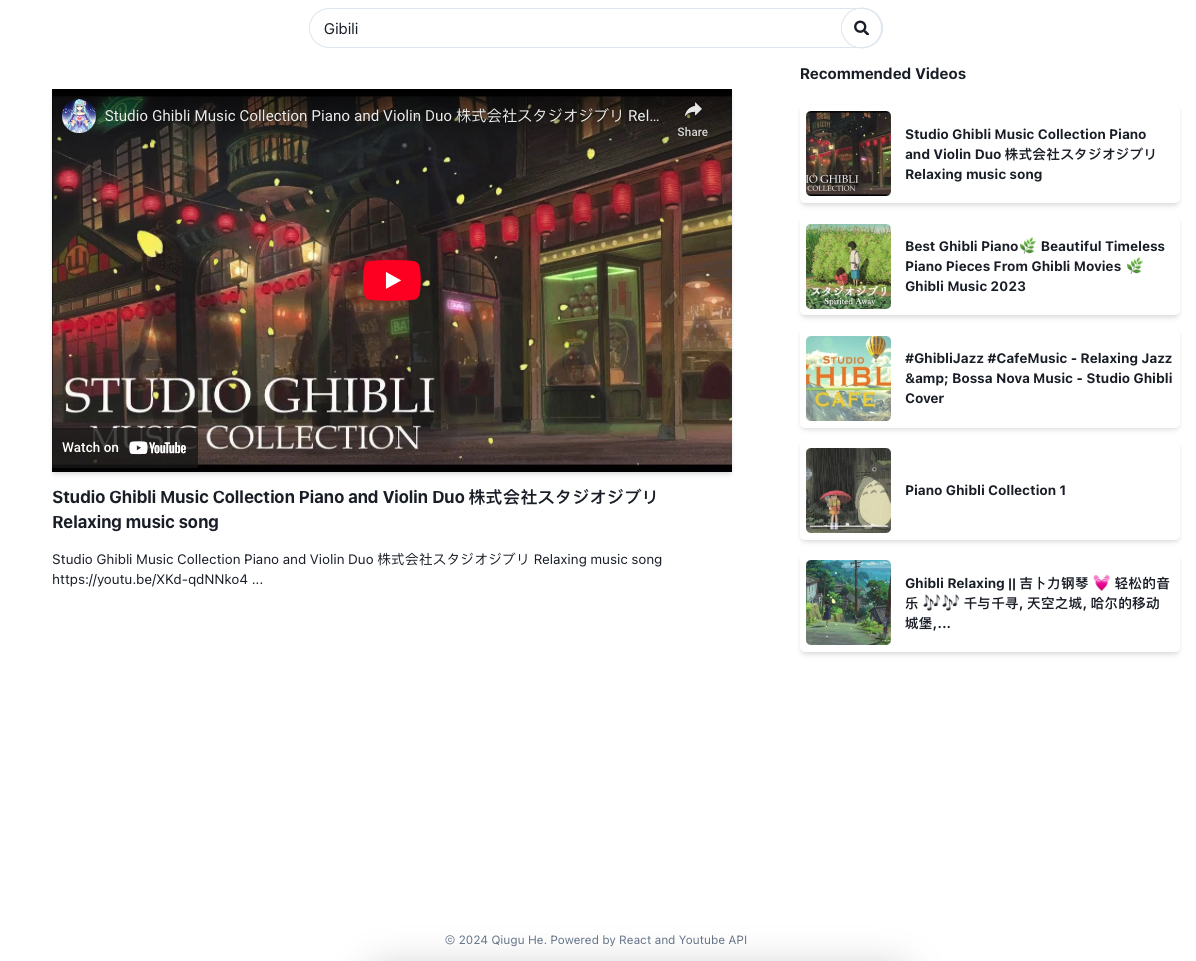 Gibili
Studio Ghibli Music Collection Piano and Violin Duo 株式会社スタジオジブリ Rel...
Share
STUDIO GHIBLI
MUSIC COLLECTION
Watch on YouTube
Studio Ghibli Music Collection Piano and Violin Duo 株式会社スタジオジブリ
Relaxing music song
Studio Ghibli Music Collection Piano and Violin Duo 株式会社スタジオジブリ Relaxing music song
https://youtu.be/XKd-qdNNko4 ...
Recommended Videos
IO GHIBLI
COLLECTION
Studio Ghibli Music Collection Piano
and Violin Duo 株式会社スタジオジブリ
Relaxing music song
スタジオジブリ
Spirited Away
Best Ghibli Piano🌿 Beautiful Timeless
Piano Pieces From Ghibli Movies 🌿
Ghibli Music 2023
STUDIO
HIBL
CAFE
#GhibliJazz #CafeMusic - Relaxing Jazz
&amp; Bossa Nova Music - Studio Ghibli
Cover
Piano Ghibli Collection 1
Ghibli Relaxing || 吉卜力钢琴 💓 轻松的音
乐 🎶🎶 千与千寻, 天空之城, 哈尔的移动
城堡,...
© 2024 Qiugu He. Powered by React and Youtube API